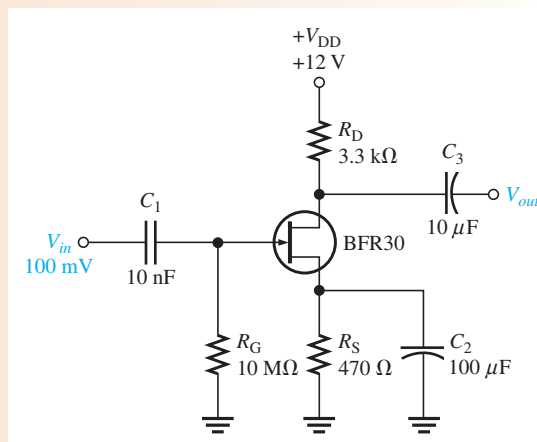 +V_DD
+12 V
R_D
3.3 kΩ
C_3
10 μF
V_out
C_1
10 nF
V_in
100 mV
BFR30
R_G
10 MΩ
R_S
470 Ω
C_2
100 μF